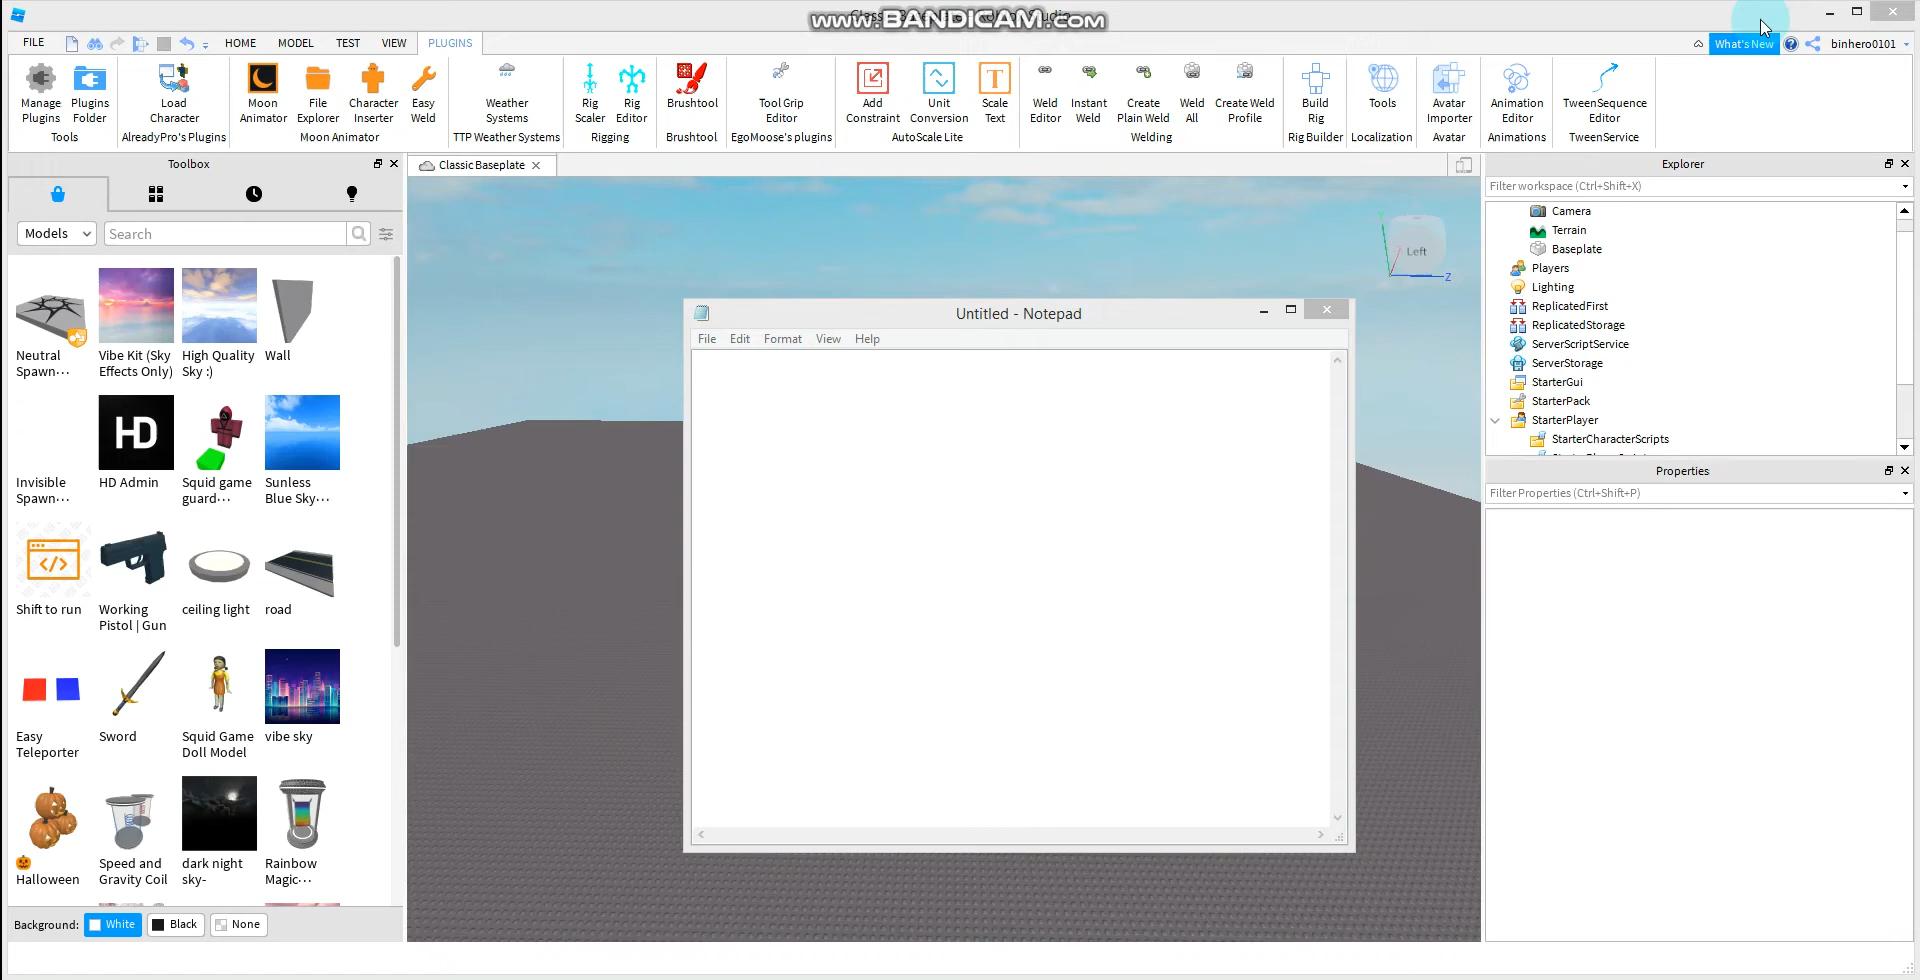 www.BANDICAM.com
FILE HOME MODEL TEST VIEW PLUGINS What's New binhero0101
Manage Plugins
Plugins Folder
Tools
Load Character
AlreadyPro's Plugins
Moon Animator
File Explorer
Character Inserter
Easy Weld
Moon Animator
Weather Systems
TTP Weather Systems
Rig Scaler
Rig Editor
Rigging
Brushtool
Brushtool
Tool Grip Editor
EgoMoose's plugins
Add Constraint
Unit Conversion
Scale Text
AutoScale Lite
Weld Editor
Instant Weld
Create Plain Weld
Weld All
Create Weld Profile
Welding
Build Rig
Rig Builder
Tools
Localization
Avatar Importer
Avatar
Animation Editor
Animations
TweenSequence Editor
TweenService
Toolbox
Models
Search
Neutral Spawn...
Vibe Kit (Sky Effects Only)
High Quality Sky :)
Wall
Invisible Spawn...
HD
HD Admin
Squid game guard...
Sunless Blue Sky...
Shift to run
Working Pistol | Gun
ceiling light
road
Easy Teleporter
Sword
Squid Game Doll Model
vibe sky
🎃 Halloween
Speed and Gravity Coil
dark night sky-
Rainbow Magic...
Background: White Black None
Classic Baseplate
Left
Z
Untitled - Notepad
File Edit Format View Help
Explorer
Filter workspace (Ctrl+Shift+X)
Camera
Terrain
Baseplate
Players
Lighting
ReplicatedFirst
ReplicatedStorage
ServerScriptService
ServerStorage
StarterGui
StarterPack
StarterPlayer
StarterCharacterScripts
Properties
Filter Properties (Ctrl+Shift+P)